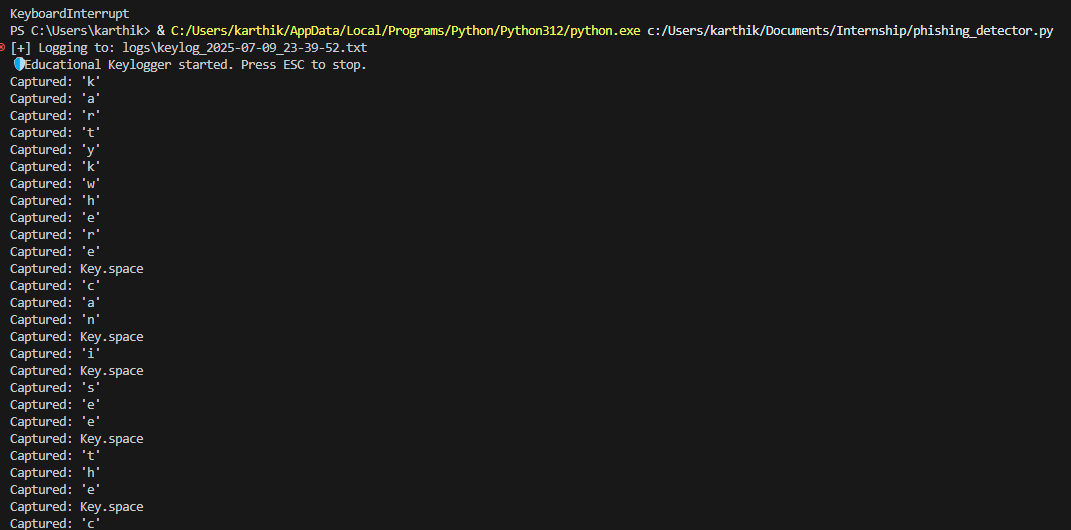 KeyboardInterrupt
PS C:\Users\karthik> & C:/Users/karthik/AppData/Local/Programs/Python/Python312/python.exe c:/Users/karthik/Documents/Internship/phishing_detector.py
[+] Logging to: logs\keylog_2025-07-09_23-39-52.txt
🛡️Educational Keylogger started. Press ESC to stop.
Captured: 'k'
Captured: 'a'
Captured: 'r'
Captured: 't'
Captured: 'y'
Captured: 'k'
Captured: 'w'
Captured: 'h'
Captured: 'e'
Captured: 'r'
Captured: 'e'
Captured: Key.space
Captured: 'c'
Captured: 'a'
Captured: 'n'
Captured: Key.space
Captured: 'i'
Captured: Key.space
Captured: 's'
Captured: 'e'
Captured: 'e'
Captured: Key.space
Captured: 't'
Captured: 'h'
Captured: 'e'
Captured: Key.space
Captured: 'c'